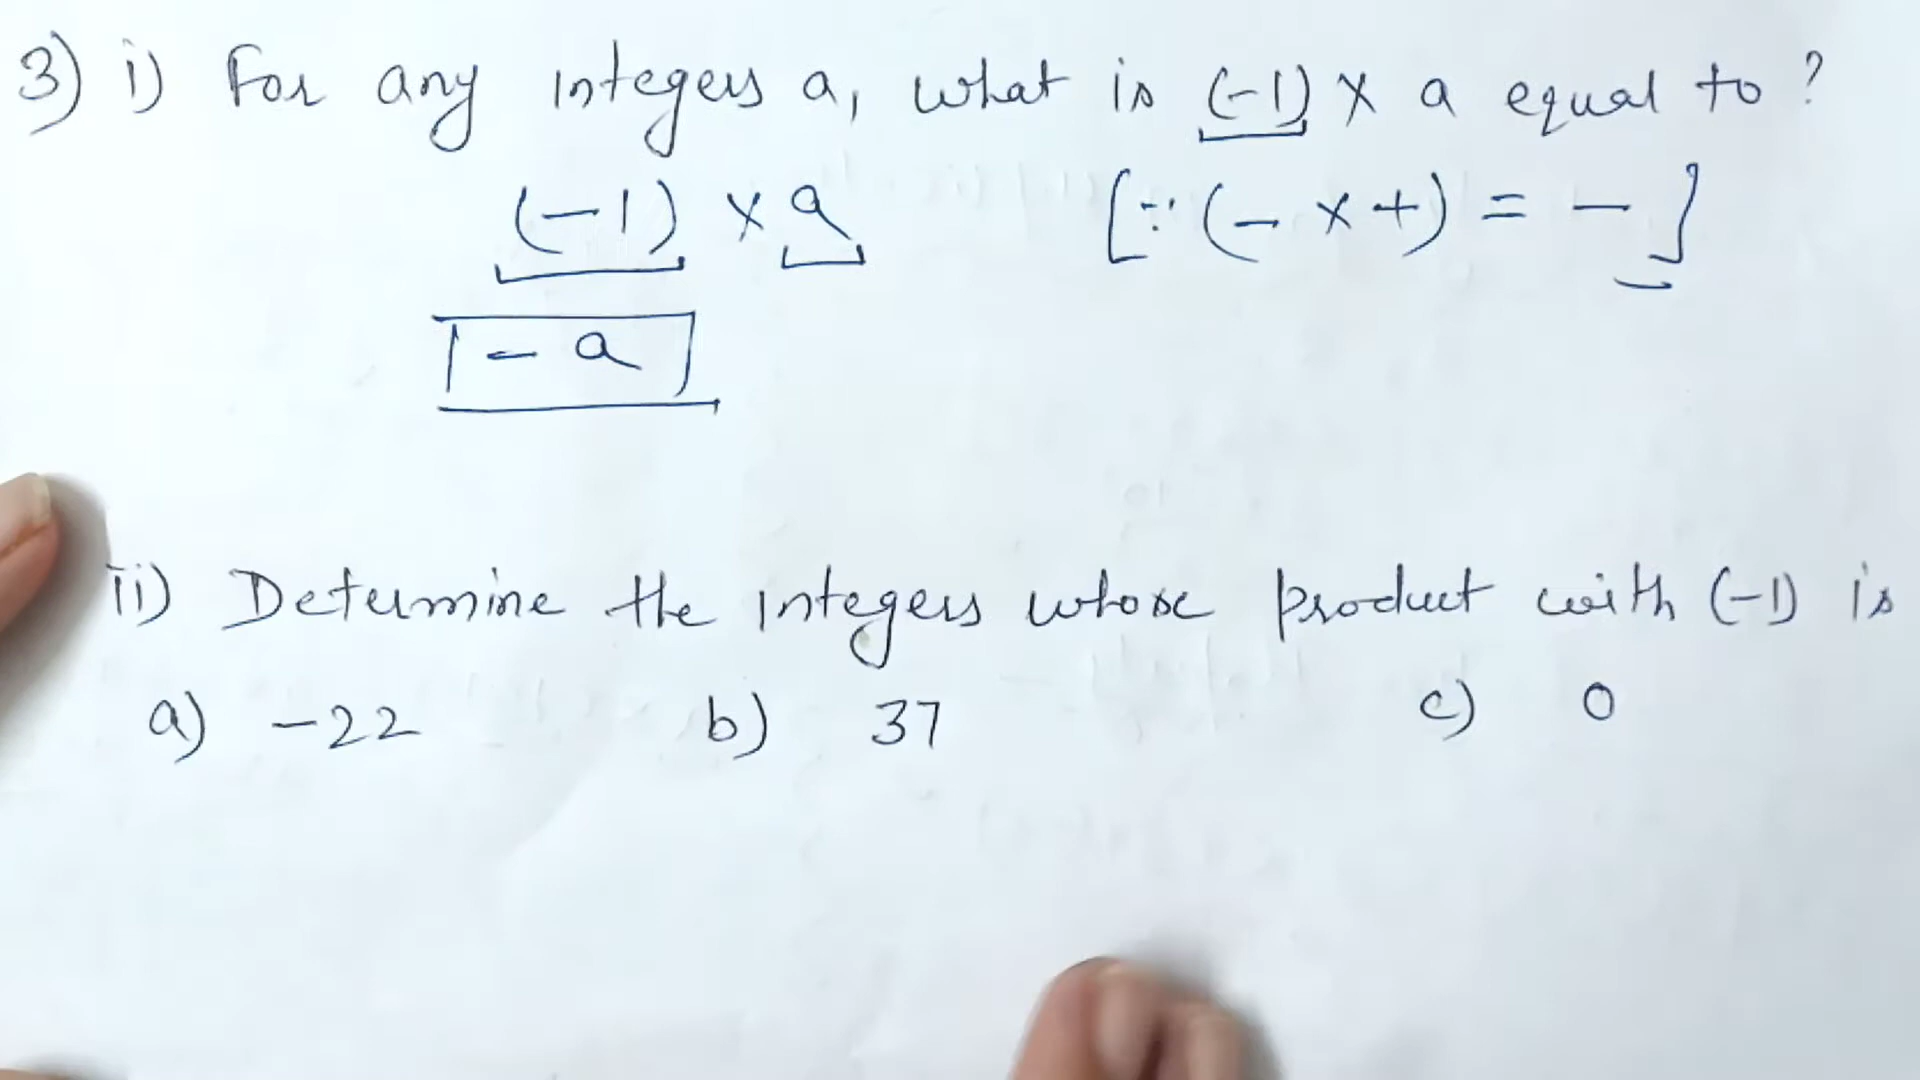 3) i) For any integers a, what is (-1) × a equal to ?
(-1) × a [∵ (- × +) = -]
- a
ii) Determine the integers whose product with (-1) is
a) -22 b) 37 c) 0